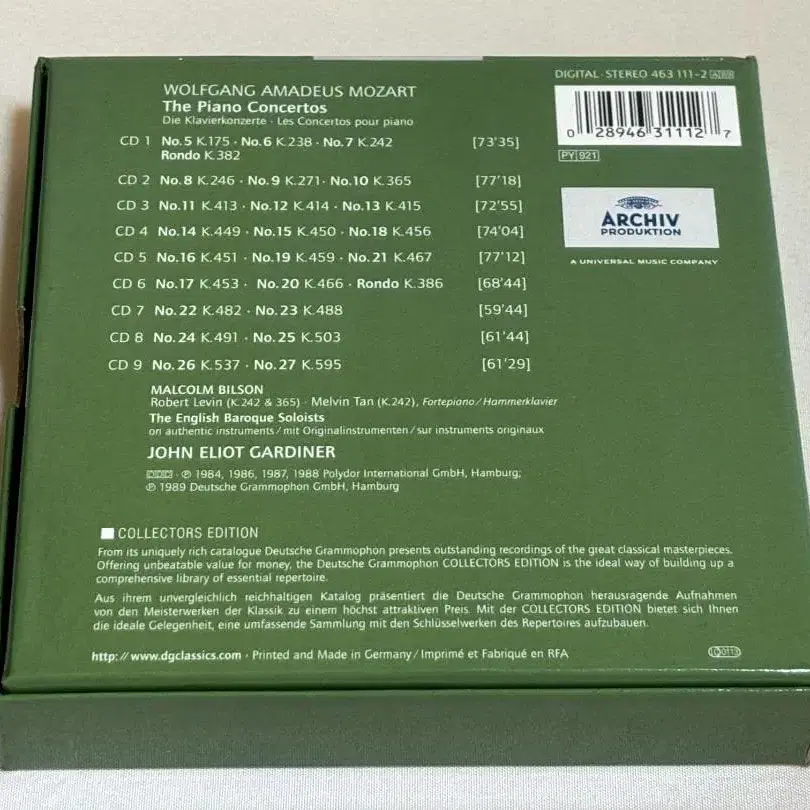 DIGITAL · STEREO 463 111-2
0 28946 31112 7
PY 921
ARCHIV
PRODUKTION
A UNIVERSAL MUSIC COMPANY
WOLFGANG AMADEUS MOZART
The Piano Concertos
Die Klavierkonzerte · Les Concertos pour piano
CD 1 No.5 K.175 · No.6 K.238 · No.7 K.242 [73'35]
Rondo K.382
CD 2 No.8 K.246 · No.9 K.271 · No.10 K.365 [77'18]
CD 3 No.11 K.413 · No.12 K.414 · No.13 K.415 [72'55]
CD 4 No.14 K.449 · No.15 K.450 · No.18 K.456 [74'04]
CD 5 No.16 K.451 · No.19 K.459 · No.21 K.467 [77'12]
CD 6 No.17 K.453 · No.20 K.466 · Rondo K.386 [68'44]
CD 7 No.22 K.482 · No.23 K.488 [59'44]
CD 8 No.24 K.491 · No.25 K.503 [61'44]
CD 9 No.26 K.537 · No.27 K.595 [61'29]
MALCOLM BILSON
Robert Levin (K.242 & 365) · Melvin Tan (K.242), Fortepiano/Hammerklavier
The English Baroque Soloists
on authentic instruments/mit Originalinstrumenten/sur instruments originaux
JOHN ELIOT GARDINER
DDD · ℗ 1984, 1986, 1987, 1988 Polydor International GmbH, Hamburg;
℗ 1989 Deutsche Grammophon GmbH, Hamburg
COLLECTORS EDITION
From its uniquely rich catalogue Deutsche Grammophon presents outstanding recordings of the great classical masterpieces.
Offering unbeatable value for money, the Deutsche Grammophon COLLECTORS EDITION is the ideal way of building up a
comprehensive library of essential repertoire.
Aus ihrem unvergleichlich reichhaltigen Katalog präsentiert die Deutsche Grammophon herausragende Aufnahmen
von den Meisterwerken der Klassik zu einem höchst attraktiven Preis. Mit der COLLECTORS EDITION bietet sich Ihnen
die ideale Gelegenheit, eine umfassende Sammlung mit den Schlüsselwerken des Repertoires aufzubauen.
http://www.dgclassics.com · Printed and Made in Germany/Imprimé et Fabriqué en RFA